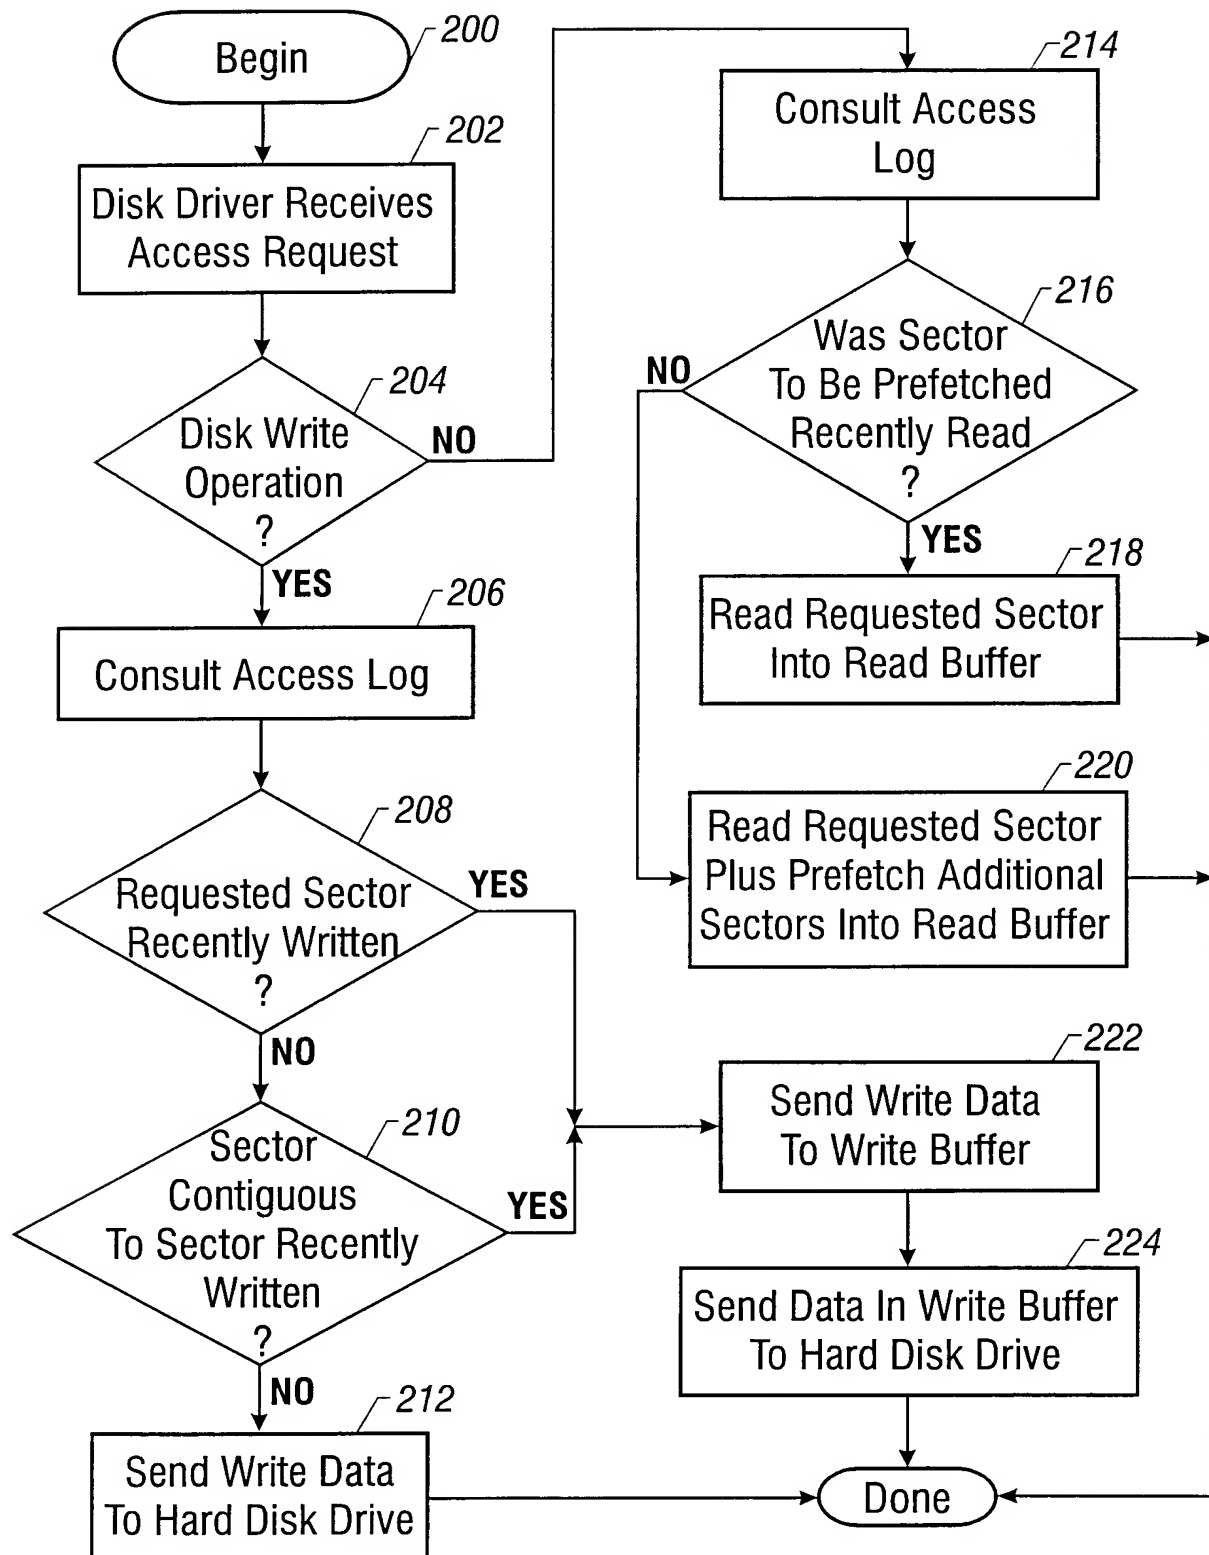 Begin
200
202
Disk Driver Receives
Access Request
204
Disk Write
Operation
?
NO
YES
206
Consult Access Log
208
Requested Sector
Recently Written
?
YES
NO
210
Sector
Contiguous
To Sector Recently
Written
?
YES
NO
212
Send Write Data
To Hard Disk Drive
214
Consult Access
Log
216
Was Sector
To Be Prefetched
Recently Read
?
NO
YES
218
Read Requested Sector
Into Read Buffer
220
Read Requested Sector
Plus Prefetch Additional
Sectors Into Read Buffer
222
Send Write Data
To Write Buffer
224
Send Data In Write Buffer
To Hard Disk Drive
Done